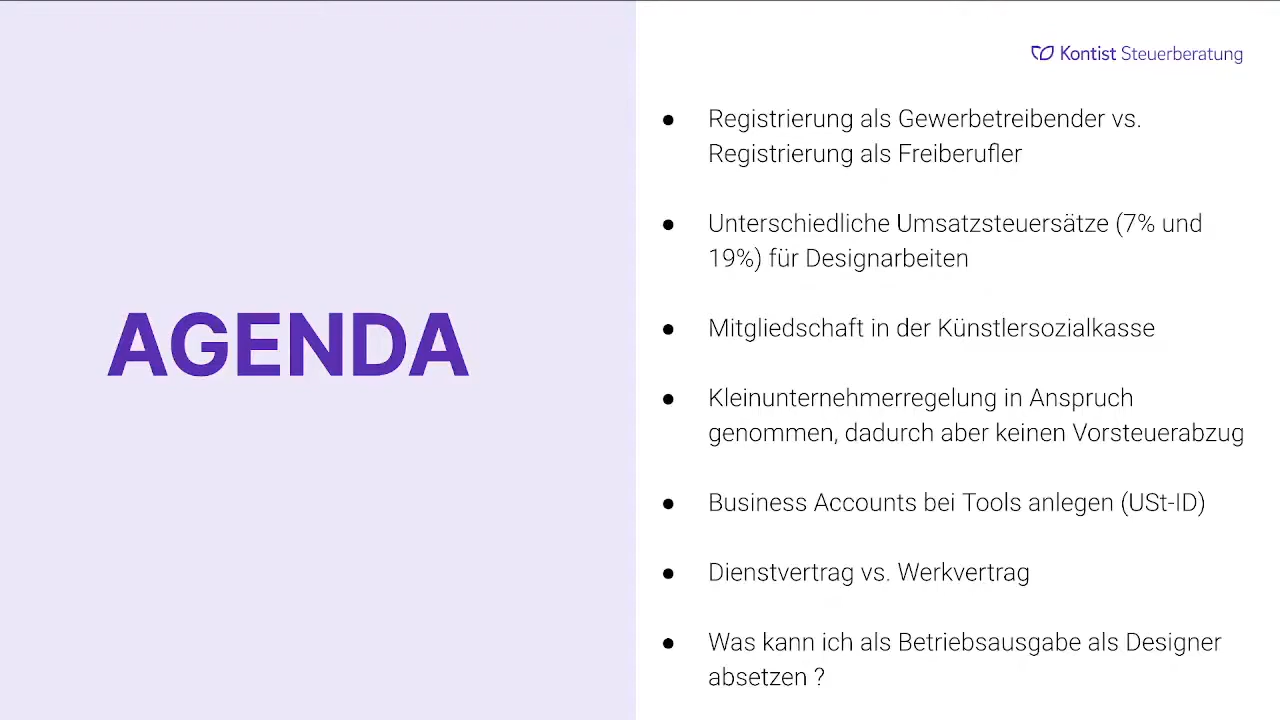 AGENDA
Kontist Steuerberatung
● Registrierung als Gewerbetreibender vs.
Registrierung als Freiberufler
● Unterschiedliche Umsatzsteuersätze (7% und
19%) für Designarbeiten
● Mitgliedschaft in der Künstlersozialkasse
● Kleinunternehmerregelung in Anspruch
genommen, dadurch aber keinen Vorsteuerabzug
● Business Accounts bei Tools anlegen (USt-ID)
● Dienstvertrag vs. Werkvertrag
● Was kann ich als Betriebsausgabe als Designer
absetzen ?